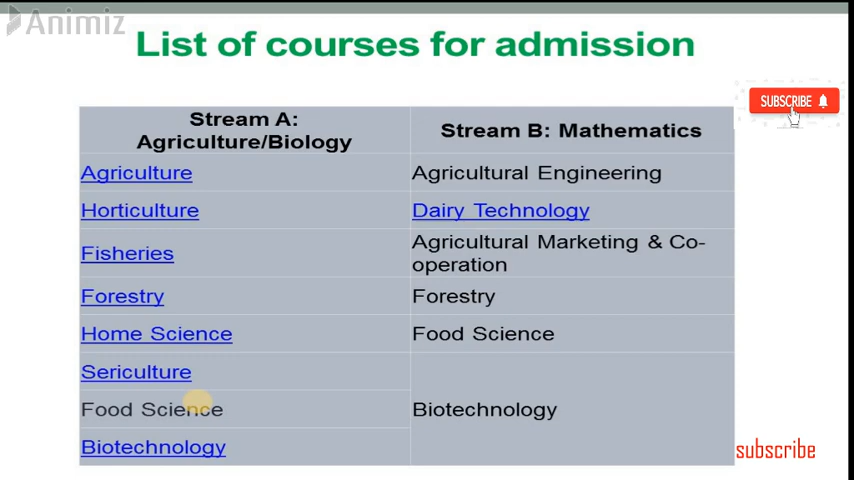 Animiz
List of courses for admission
SUBSCRIBE
Stream A:
Agriculture/Biology
Stream B: Mathematics
Agriculture
Agricultural Engineering
Horticulture
Dairy Technology
Fisheries
Agricultural Marketing & Co-
operation
Forestry
Forestry
Home Science
Food Science
Sericulture
Food Science
Biotechnology
Biotechnology
subscribe